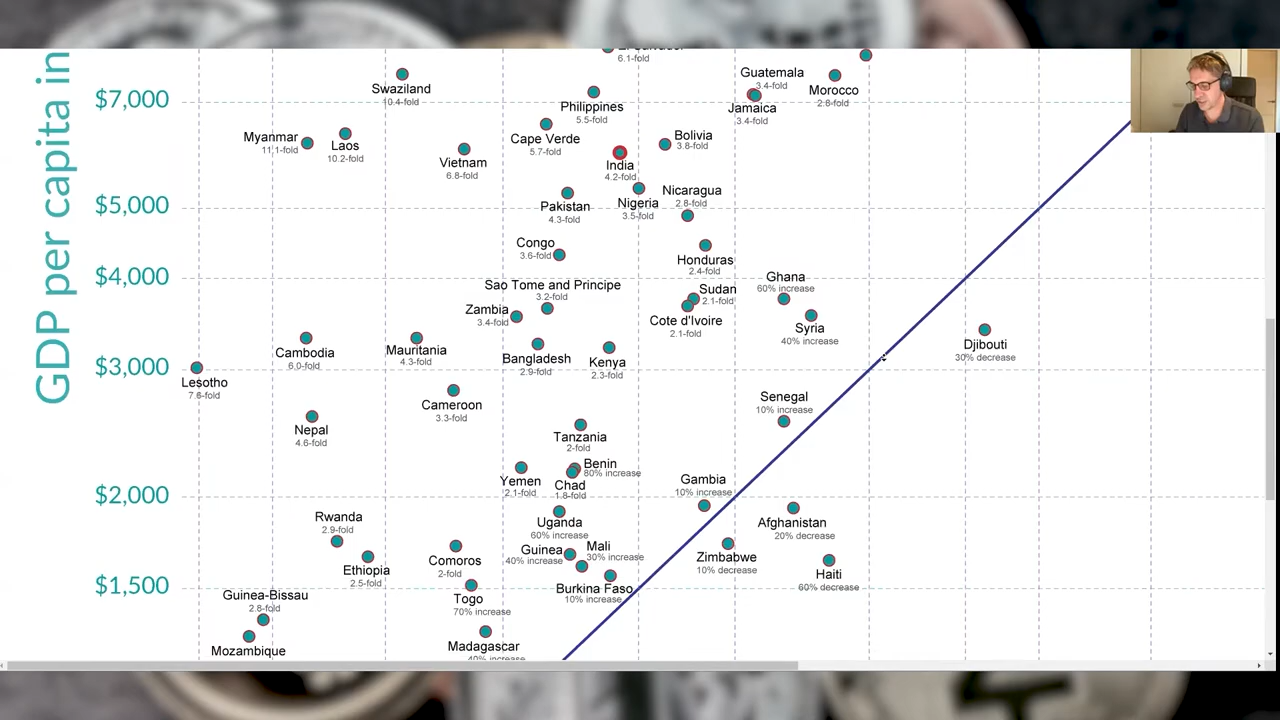 GDP per capita in
6.1-fold
$7,000
Swaziland
10.4-fold
Philippines
5.5-fold
Guatemala
3.4-fold
Jamaica
3.4-fold
Morocco
2.8-fold
Myanmar
11.1-fold
Laos
10.2-fold
Vietnam
6.8-fold
Cape Verde
5.7-fold
India
4.2-fold
Bolivia
3.8-fold
$5,000
Pakistan
4.3-fold
Nigeria
3.5-fold
Nicaragua
2.8-fold
Congo
3.6-fold
Honduras
2.4-fold
$4,000
Sao Tome and Principe
3.2-fold
Zambia
3.4-fold
Sudan
2.1-fold
Cote d'Ivoire
2.1-fold
Ghana
60% increase
Syria
40% increase
Djibouti
30% decrease
Cambodia
6.0-fold
Mauritania
4.3-fold
Bangladesh
2.9-fold
Kenya
2.3-fold
$3,000
Lesotho
7.6-fold
Cameroon
3.3-fold
Senegal
10% increase
Nepal
4.6-fold
Tanzania
2-fold
Benin
80% increase
Yemen
2.1-fold
Chad
1.8-fold
Gambia
10% increase
$2,000
Rwanda
2.9-fold
Uganda
60% increase
Afghanistan
20% decrease
Ethiopia
2.5-fold
Comoros
2-fold
Guinea
40% increase
Mali
30% increase
Zimbabwe
10% decrease
Haiti
60% decrease
$1,500
Burkina Faso
10% increase
Guinea-Bissau
2.8-fold
Togo
70% increase
Mozambique
Madagascar
40% increase